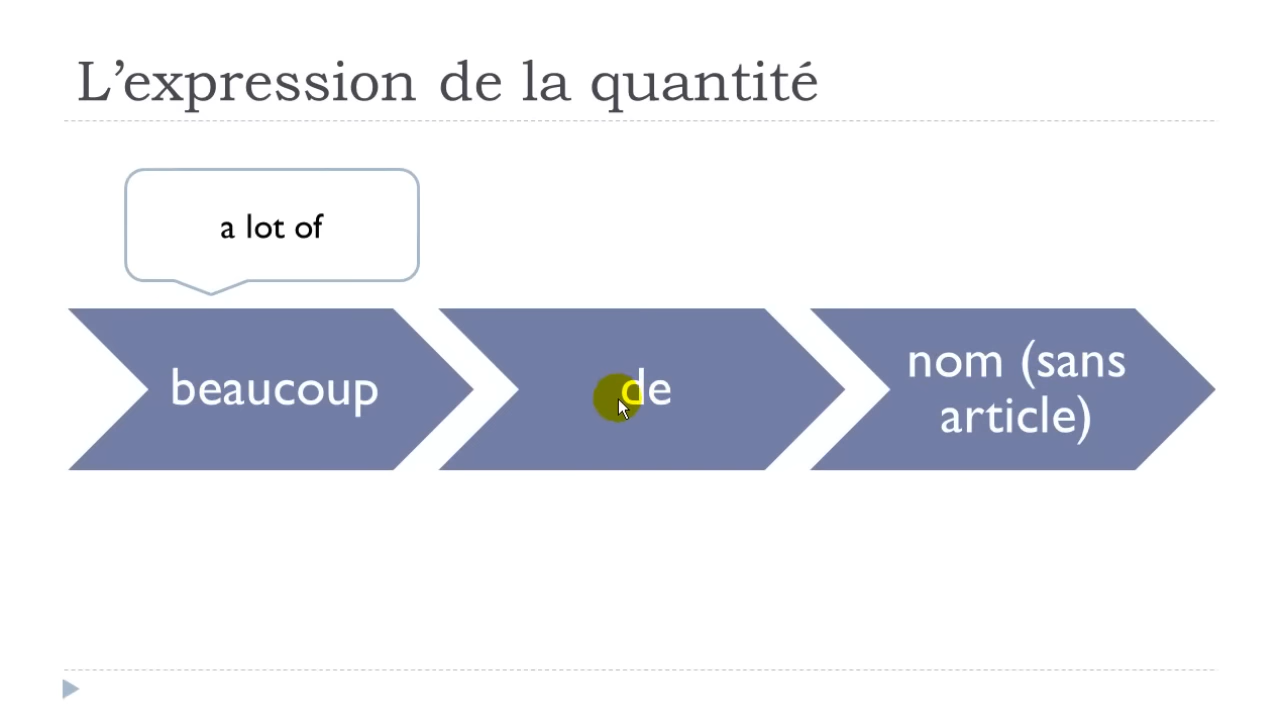 L’expression de la quantité
a lot of
beaucoup
de
nom (sans
article)